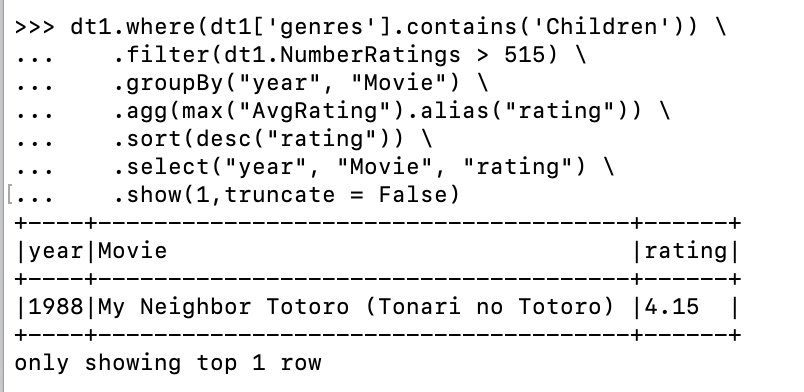 >>> dt1.where(dt1['genres'].contains('Children')) \
...     .filter(dt1.NumberRatings > 515) \
...     .groupBy("year", "Movie") \
...     .agg(max("AvgRating").alias("rating")) \
...     .sort(desc("rating")) \
...     .select("year", "Movie", "rating") \
[...     .show(1,truncate = False)
+----+---------------------------------------+------+
|year|Movie                                  |rating|
+----+---------------------------------------+------+
|1988|My Neighbor Totoro (Tonari no Totoro) |4.15  |
+----+---------------------------------------+------+
only showing top 1 row